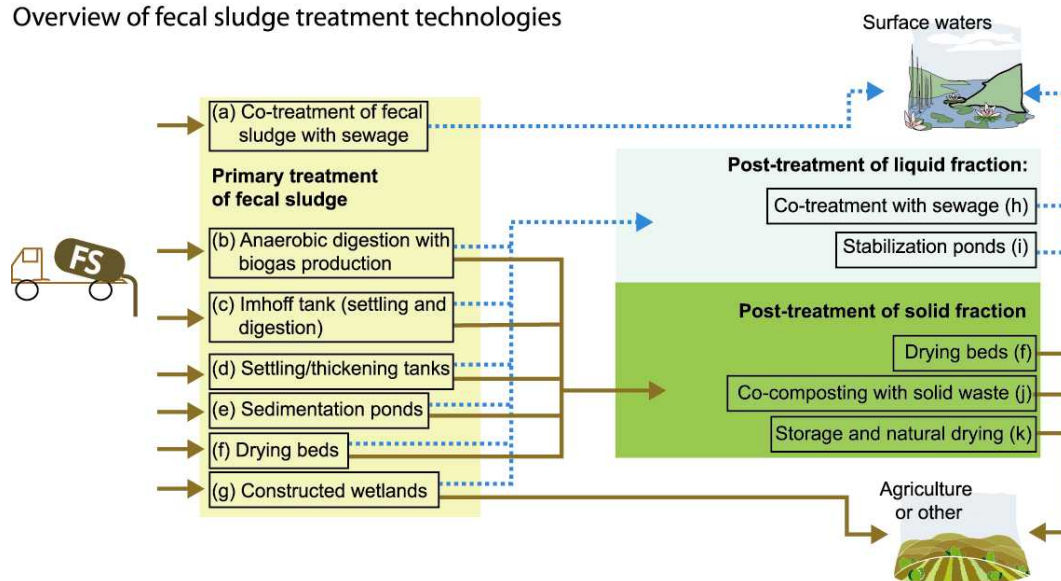 Overview of fecal sludge treatment technologies
Surface waters
(a) Co-treatment of fecal
sludge with sewage
Primary treatment
of fecal sludge
Post-treatment of liquid fraction:
Co-treatment with sewage (h)
Stabilization ponds (i)
FS
(b) Anaerobic digestion with
biogas production
(c) Imhoff tank (settling and
digestion)
(d) Settling/thickening tanks
(e) Sedimentation ponds
(f) Drying beds
(g) Constructed wetlands
Post-treatment of solid fraction
Drying beds (f)
Co-composting with solid waste (j)
Storage and natural drying (k)
Agriculture
or other